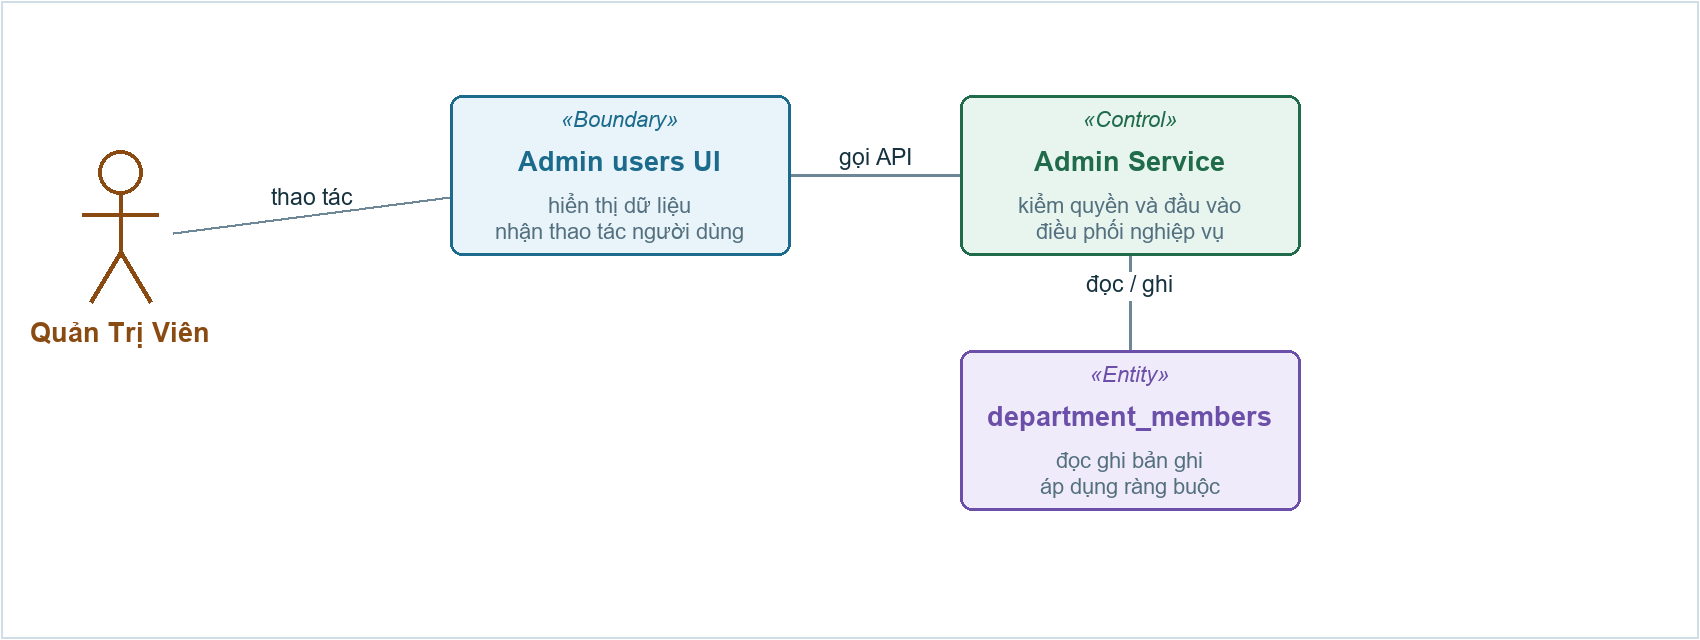 «Boundary»
Admin users UI
hiển thị dữ liệu
nhận thao tác người dùng
gọi API
«Control»
Admin Service
kiểm quyền và đầu vào
điều phối nghiệp vụ
thao tác
Quản Trị Viên
đọc / ghi
«Entity»
department_members
đọc ghi bản ghi
áp dụng ràng buộc